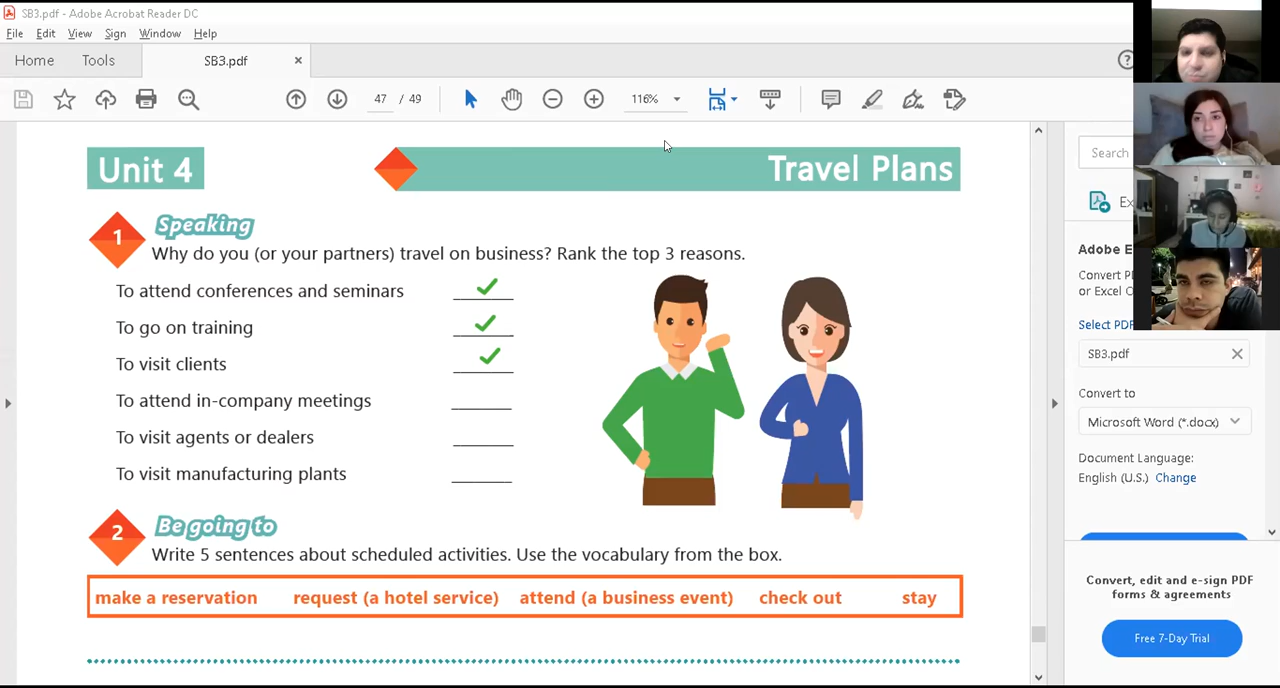 SB3.pdf - Adobe Acrobat Reader DC
File Edit View Sign Window Help
Home Tools SB3.pdf ×
47 / 49 116%
Unit 4 Travel Plans
1 Speaking
Why do you (or your partners) travel on business? Rank the top 3 reasons.
To attend conferences and seminars
To go on training
To visit clients
To attend in-company meetings
To visit agents or dealers
To visit manufacturing plants
2 Be going to
Write 5 sentences about scheduled activities. Use the vocabulary from the box.
make a reservation request (a hotel service) attend (a business event) check out stay
Search
Ex
Adobe E
Convert PD
or Excel O
Select PDF
SB3.pdf
Convert to
Microsoft Word (*.docx)
Document Language:
English (U.S.) Change
Convert, edit and e-sign PDF
forms & agreements
Free 7-Day Trial